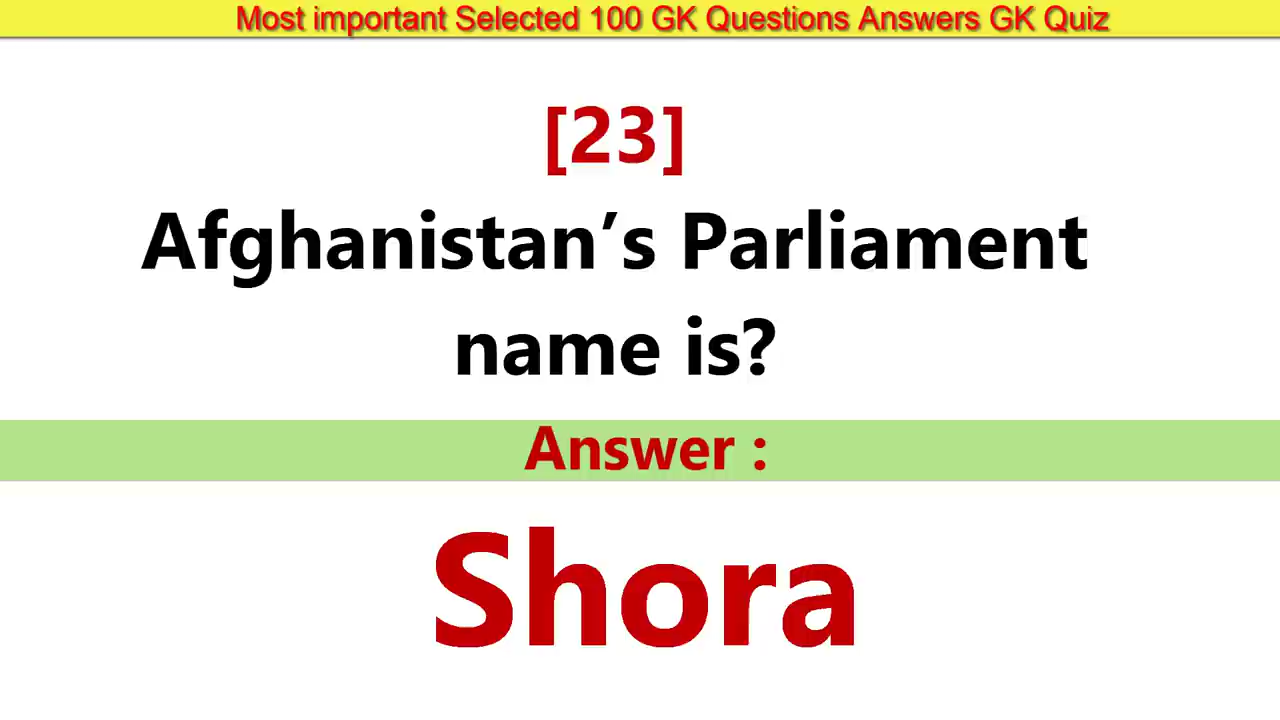 Most important Selected 100 GK Questions Answers GK Quiz
[23]
Afghanistan’s Parliament
name is?
Answer :
Shora